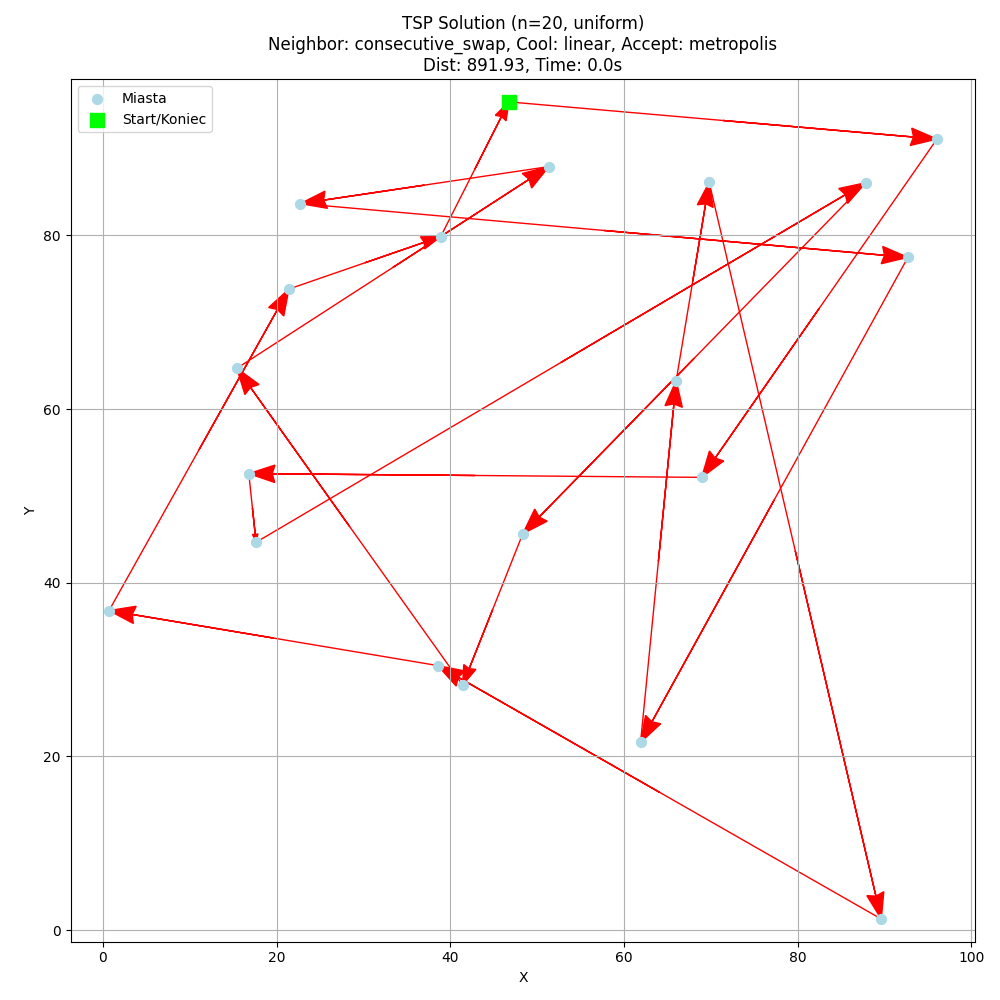 TSP Solution (n=20, uniform)
Neighbor: consecutive_swap, Cool: linear, Accept: metropolis
Dist: 891.93, Time: 0.0s
Miasta
Start/Koniec
80
60
40
20
0
Y
0 20 40 60 80 100
X